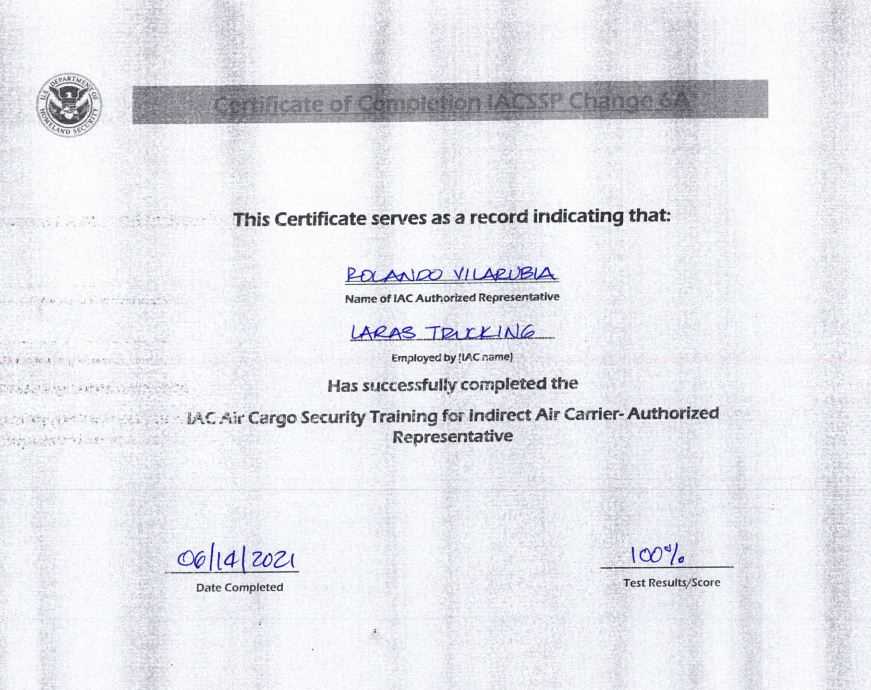 U.S. DEPARTMENT OF HOMELAND SECURITY
Certificate of Completion IACSSP Change 6A
This Certificate serves as a record indicating that:
ROLANDO VILARUBIA
Name of IAC Authorized Representative
LARAS TRUCKING
Employed by (IAC name)
Has successfully completed the
IAC Air Cargo Security Training for Indirect Air Carrier- Authorized
Representative
06/14/2021
Date Completed
100%
Test Results/Score